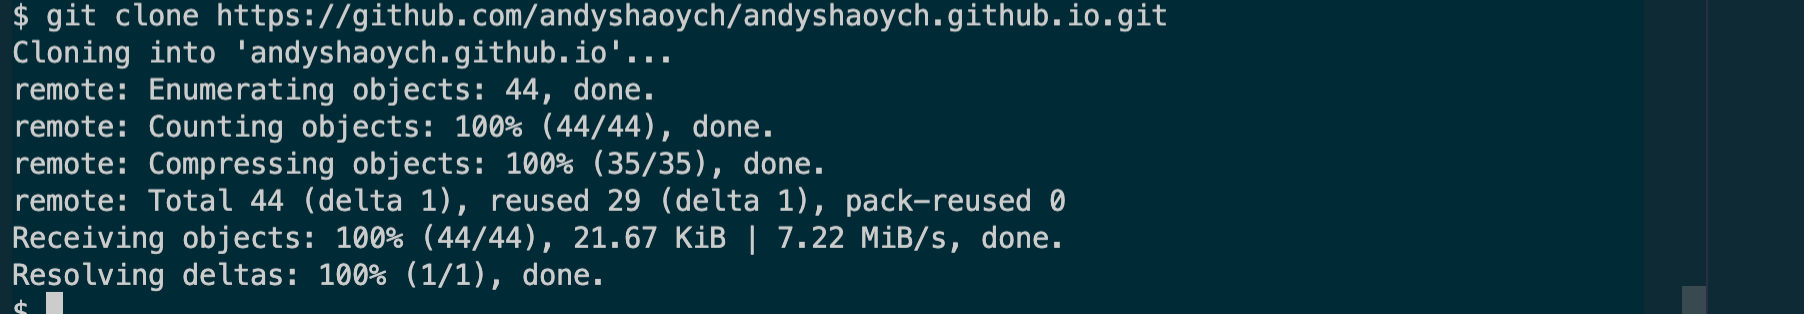 $ git clone https://github.com/andyshaoych/andyshaoych.github.io.git
Cloning into 'andyshaoych.github.io'...
remote: Enumerating objects: 44, done.
remote: Counting objects: 100% (44/44), done.
remote: Compressing objects: 100% (35/35), done.
remote: Total 44 (delta 1), reused 29 (delta 1), pack-reused 0
Receiving objects: 100% (44/44), 21.67 KiB | 7.22 MiB/s, done.
Resolving deltas: 100% (1/1), done.
$